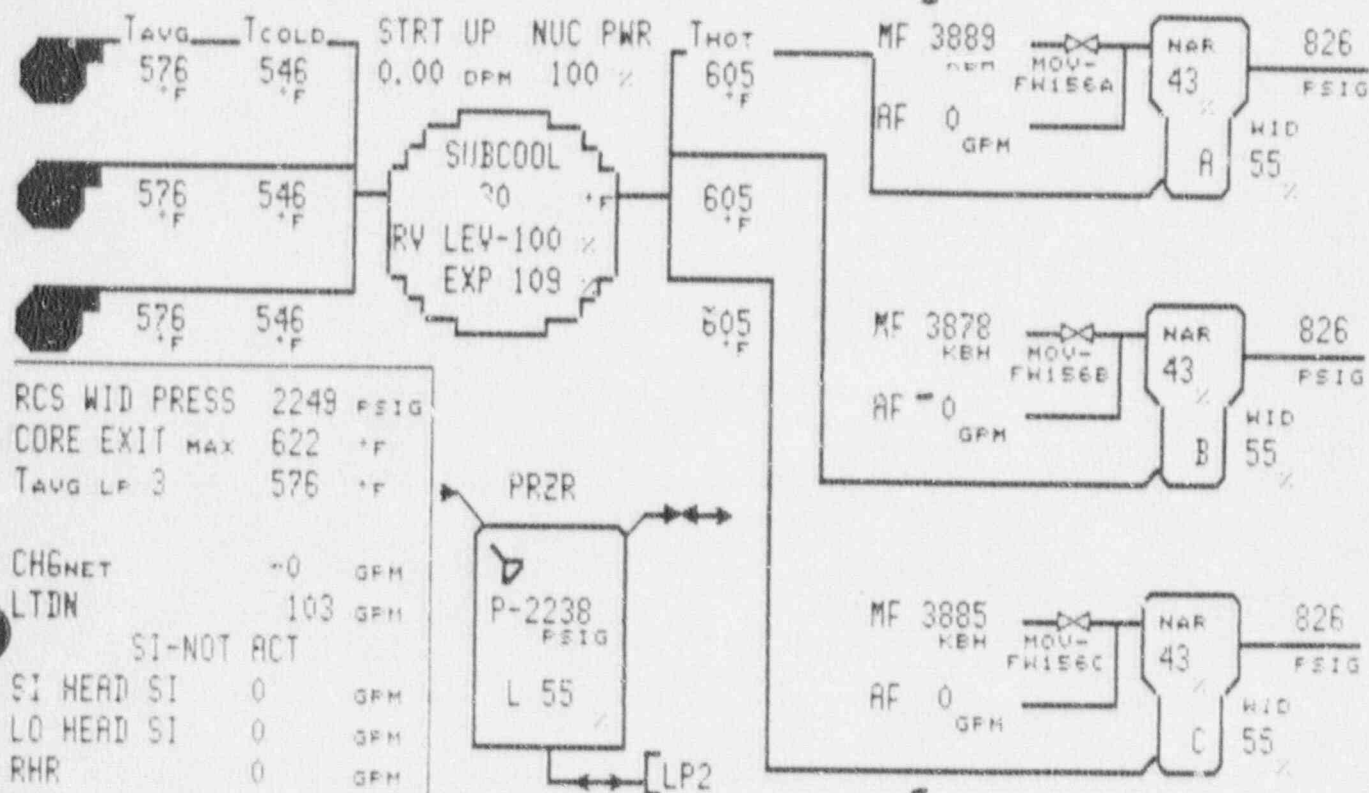 TAVG TCOLD STRT UP NUC PWR THOT
576 546 0.00 DPM 100 % 605
°F °F °F
SUBCOOL
°F
RV LEV-100 %
EXP 109 %
576 546 605
°F °F °F
576 546 605
°F °F °F
MF 3889
MOV-
FW156A
AF 0
GPM
NAR
43
%
A
826
PSIG
WID
55
%
MF 3878
KBH
MOV-
FW156B
AF 0
GPM
NAR
43
%
B
826
PSIG
WID
55
%
MF 3885
KBH
MOV-
FW156C
AF 0
GPM
NAR
43
%
C
826
PSIG
WID
55
%
RCS WID PRESS 2249 PSIG
CORE EXIT MAX 622 °F
TAVG LP 3 576 °F
CHGNET -0 GPM
LTDN 103 GPM
SI-NOT ACT
SI HEAD SI 0 GPM
LO HEAD SI 0 GPM
RHR 0 GPM
PRZR
P-2238
PSIG
L 55
%
LP2